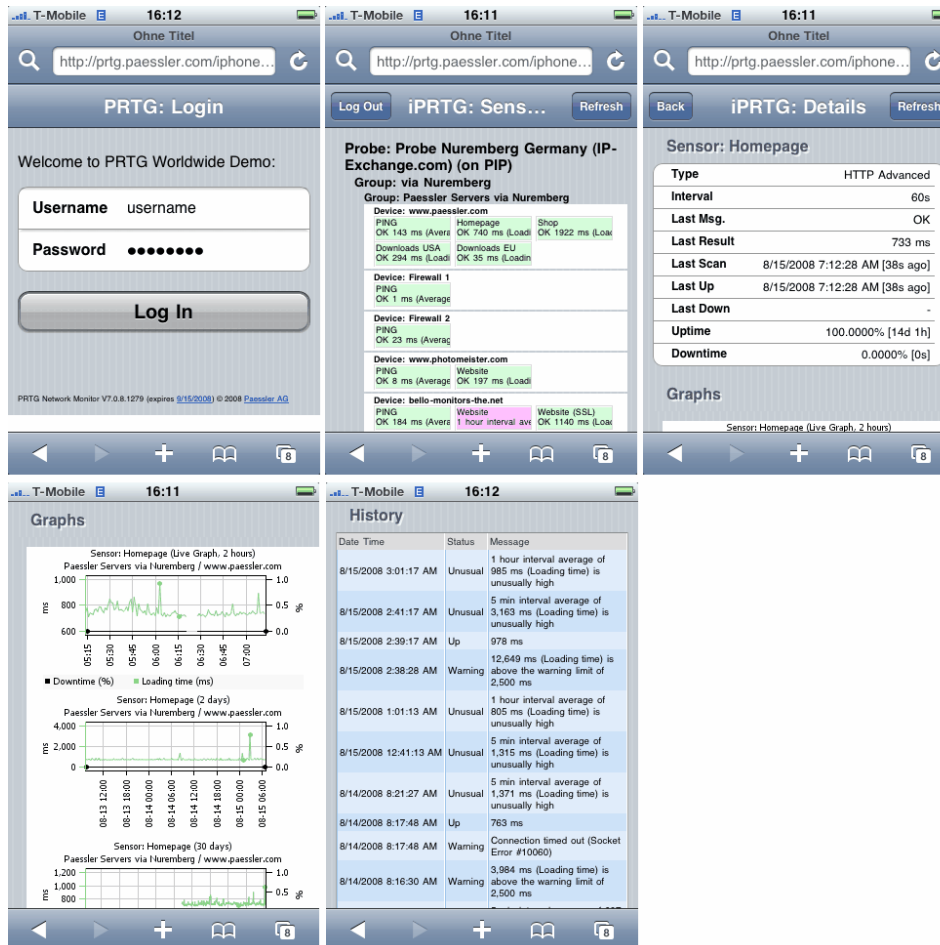 T-Mobile E 16:12
Ohne Titel
http://prtg.paessler.com/iphone...
PRTG: Login
Welcome to PRTG Worldwide Demo:
Username username
Password ●●●●●●●●
Log In
PRTG Network Monitor V7.0.8.1279 (expires 9/15/2008) © 2008 Paessler AG
8
T-Mobile E 16:11
Ohne Titel
http://prtg.paessler.com/iphone...
Log Out iPRTG: Sens... Refresh
Probe: Probe Nuremberg Germany (IP-
Exchange.com) (on PIP)
Group: via Nuremberg
Group: Paessler Servers via Nuremberg
Device: www.paessler.com
PING Homepage Shop
OK 143 ms (Avera OK 740 ms (Loadi OK 1922 ms (Loac
Downloads USA Downloads EU
OK 294 ms (Loadi OK 35 ms (Loadin
Device: Firewall 1
PING
OK 1 ms (Average
Device: Firewall 2
PING
OK 23 ms (Averag
Device: www.photomeister.com
PING Website
OK 8 ms (Average OK 197 ms (Loadi
Device: bello-monitors-the.net
PING Website Website (SSL)
OK 184 ms (Avera 1 hour interval ave OK 1140 ms (Loac
8
T-Mobile E 16:11
Ohne Titel
http://prtg.paessler.com/iphone...
Back iPRTG: Details Refresh
Sensor: Homepage
Type HTTP Advanced
Interval 60s
Last Msg. OK
Last Result 733 ms
Last Scan 8/15/2008 7:12:28 AM [38s ago]
Last Up 8/15/2008 7:12:28 AM [38s ago]
Last Down -
Uptime 100.0000% [14d 1h]
Downtime 0.0000% [0s]
Graphs
Sensor: Homepage (Live Graph, 2 hours)
8
T-Mobile E 16:11
Graphs
Sensor: Homepage (Live Graph, 2 hours)
Paessler Servers via Nuremberg / www.paessler.com
1,000 1.0
ms 800 0.5 %
600 0.0
05:15 05:30 05:45 06:00 06:15 06:30 06:45 07:00
Downtime (%) Loading time (ms)
Sensor: Homepage (2 days)
Paessler Servers via Nuremberg / www.paessler.com
4,000 1.0
ms 2,000 0.5 %
0 0.0
08-13 12:00 08-13 18:00 08-14 00:00 08-14 06:00 08-14 12:00 08-14 18:00 08-15 00:00 08-15 06:00
Sensor: Homepage (30 days)
Paessler Servers via Nuremberg / www.paessler.com
1,200 1.0
1,000
ms 800 0.5 %
8
T-Mobile E 16:12
History
Date Time Status Message
8/15/2008 3:01:17 AM Unusual 1 hour interval average of
985 ms (Loading time) is
unusually high
8/15/2008 2:41:17 AM Unusual 5 min interval average of
3,163 ms (Loading time) is
unusually high
8/15/2008 2:39:17 AM Up 978 ms
8/15/2008 2:38:28 AM Warning 12,649 ms (Loading time) is
above the warning limit of
2,500 ms
8/15/2008 1:01:13 AM Unusual 1 hour interval average of
805 ms (Loading time) is
unusually high
8/15/2008 12:41:13 AM Unusual 5 min interval average of
1,315 ms (Loading time) is
unusually high
8/14/2008 8:21:27 AM Unusual 5 min interval average of
1,371 ms (Loading time) is
unusually high
8/14/2008 8:17:48 AM Up 763 ms
8/14/2008 8:17:48 AM Warning Connection timed out (Socket
Error #10060)
8/14/2008 8:16:30 AM Warning 3,984 ms (Loading time) is
above the warning limit of
2,500 ms
8